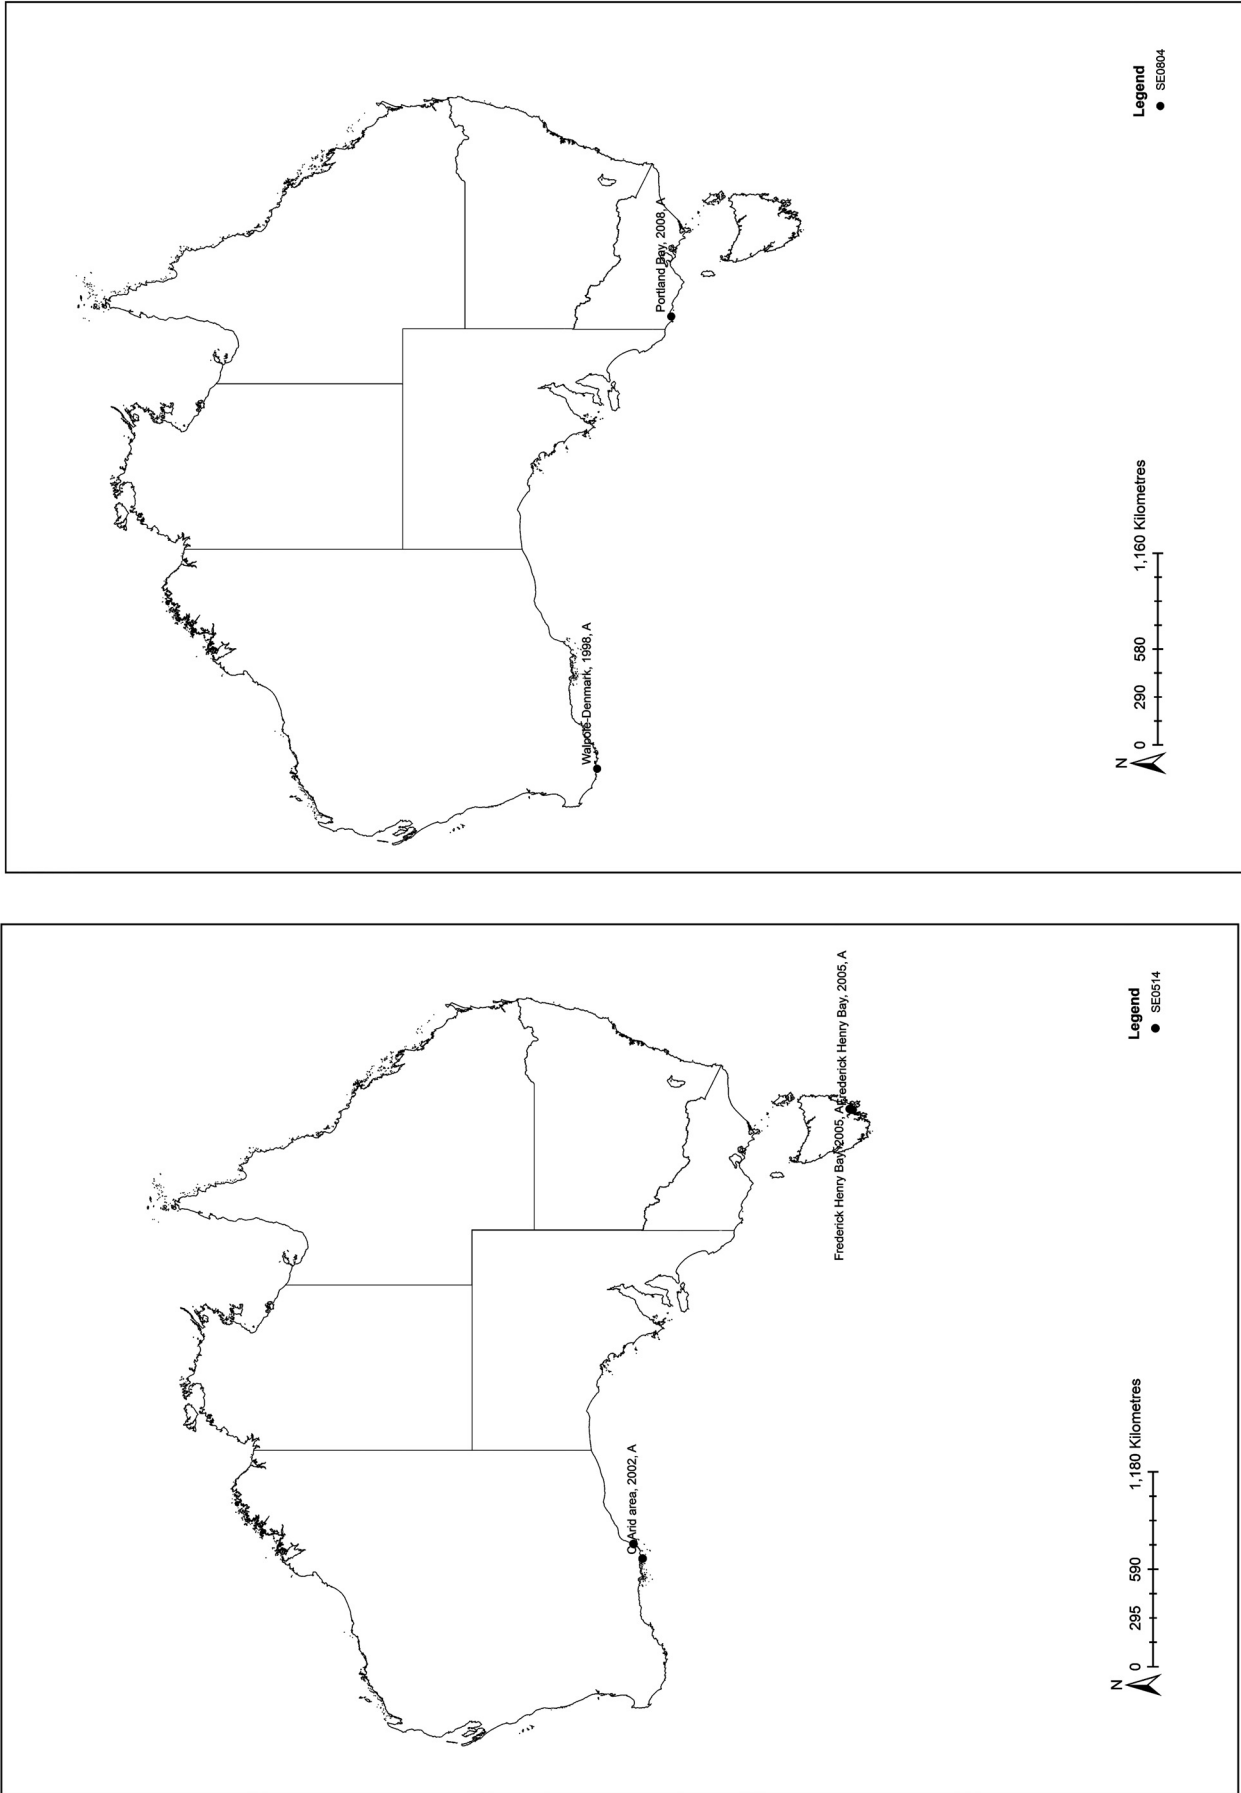 Legend
SE0804
Portland Bay, 2008, A
Walpole-Denmark, 1998, A
N
0 290 580 1,160 Kilometres
Legend
SE0514
Frederick Henry Bay, 2005, A
Frederick Henry Bay, 2005, A
C Arid area, 2002, A
N
0 295 590 1,180 Kilometres